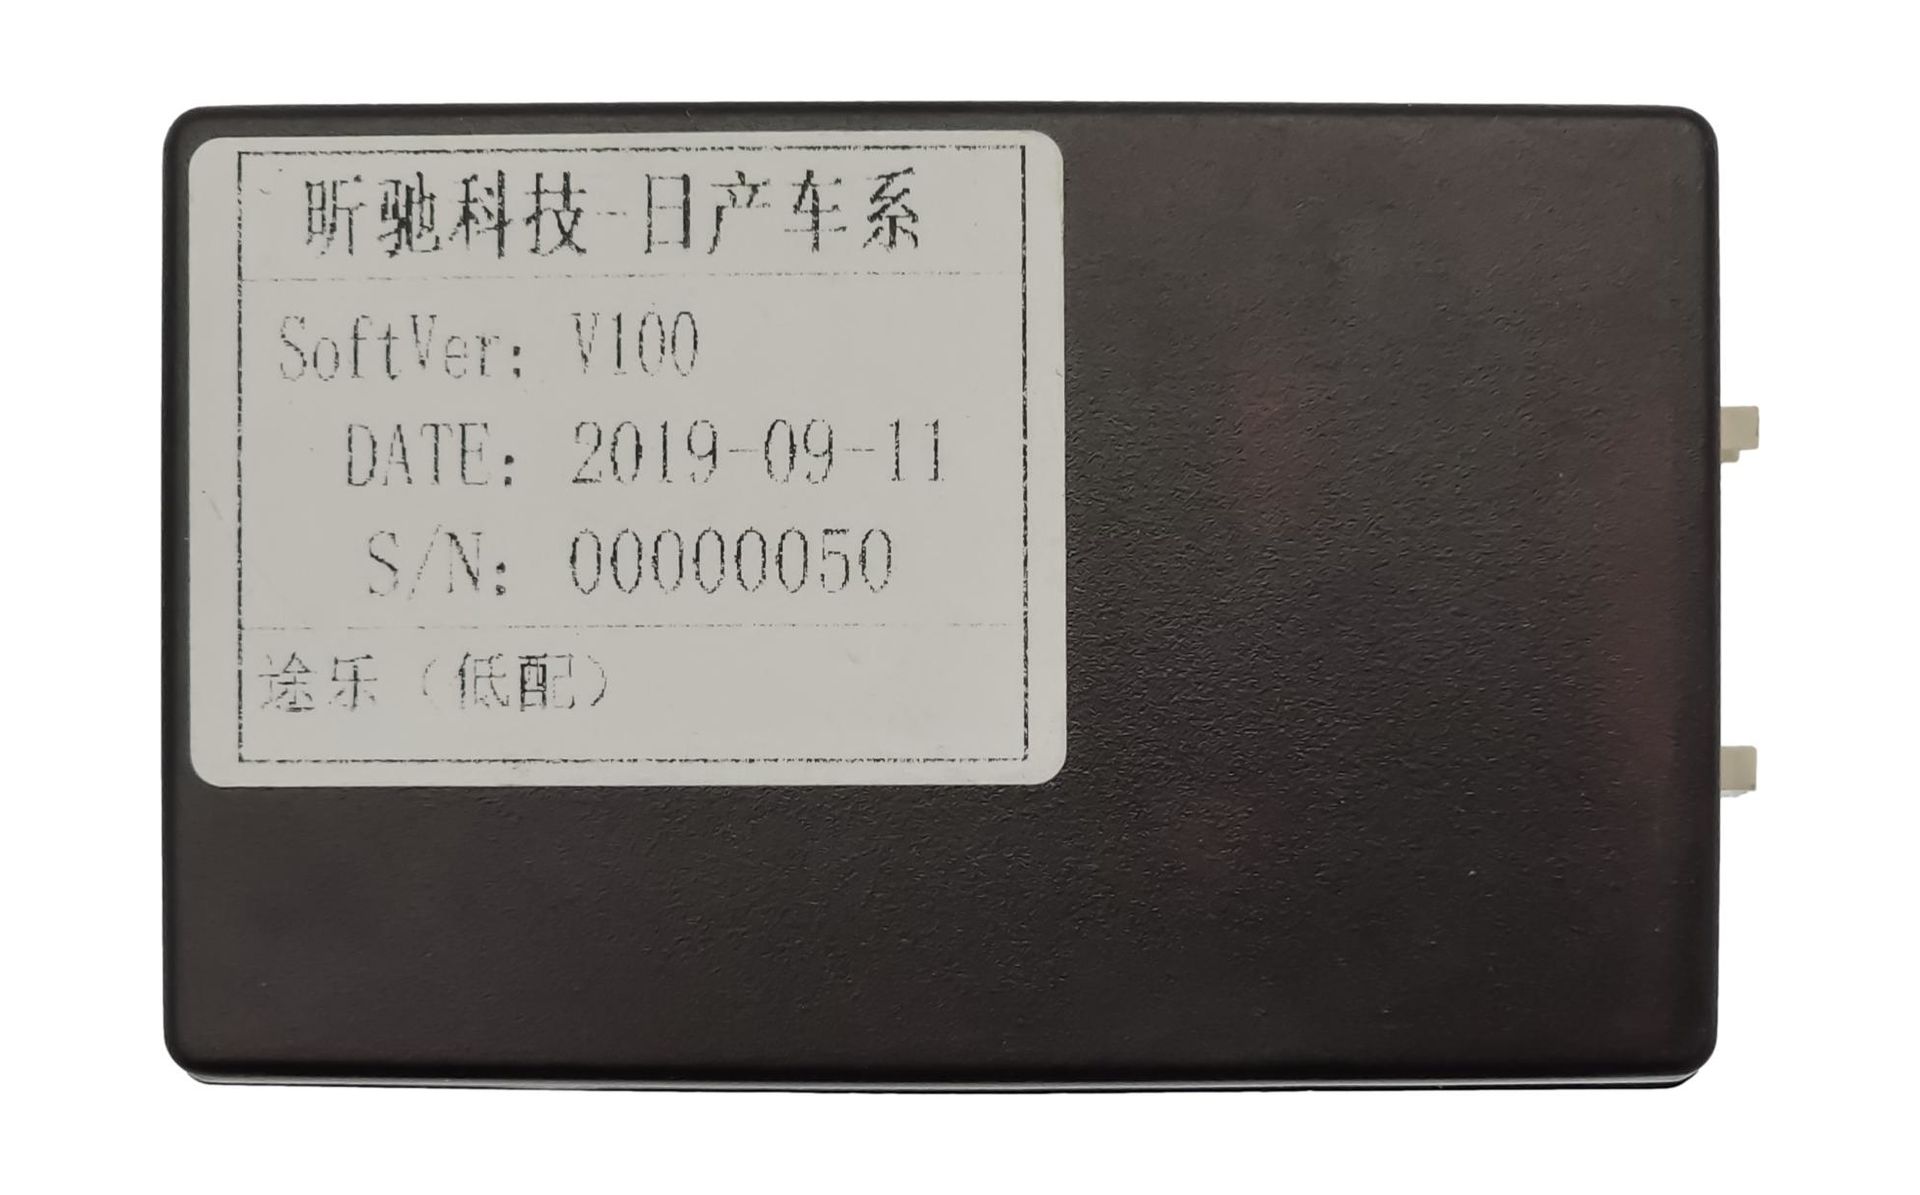 昕驰科技-日产车系
SoftVer: V100
DATE: 2019-09-11
S/N: 00000050
途乐（低配）